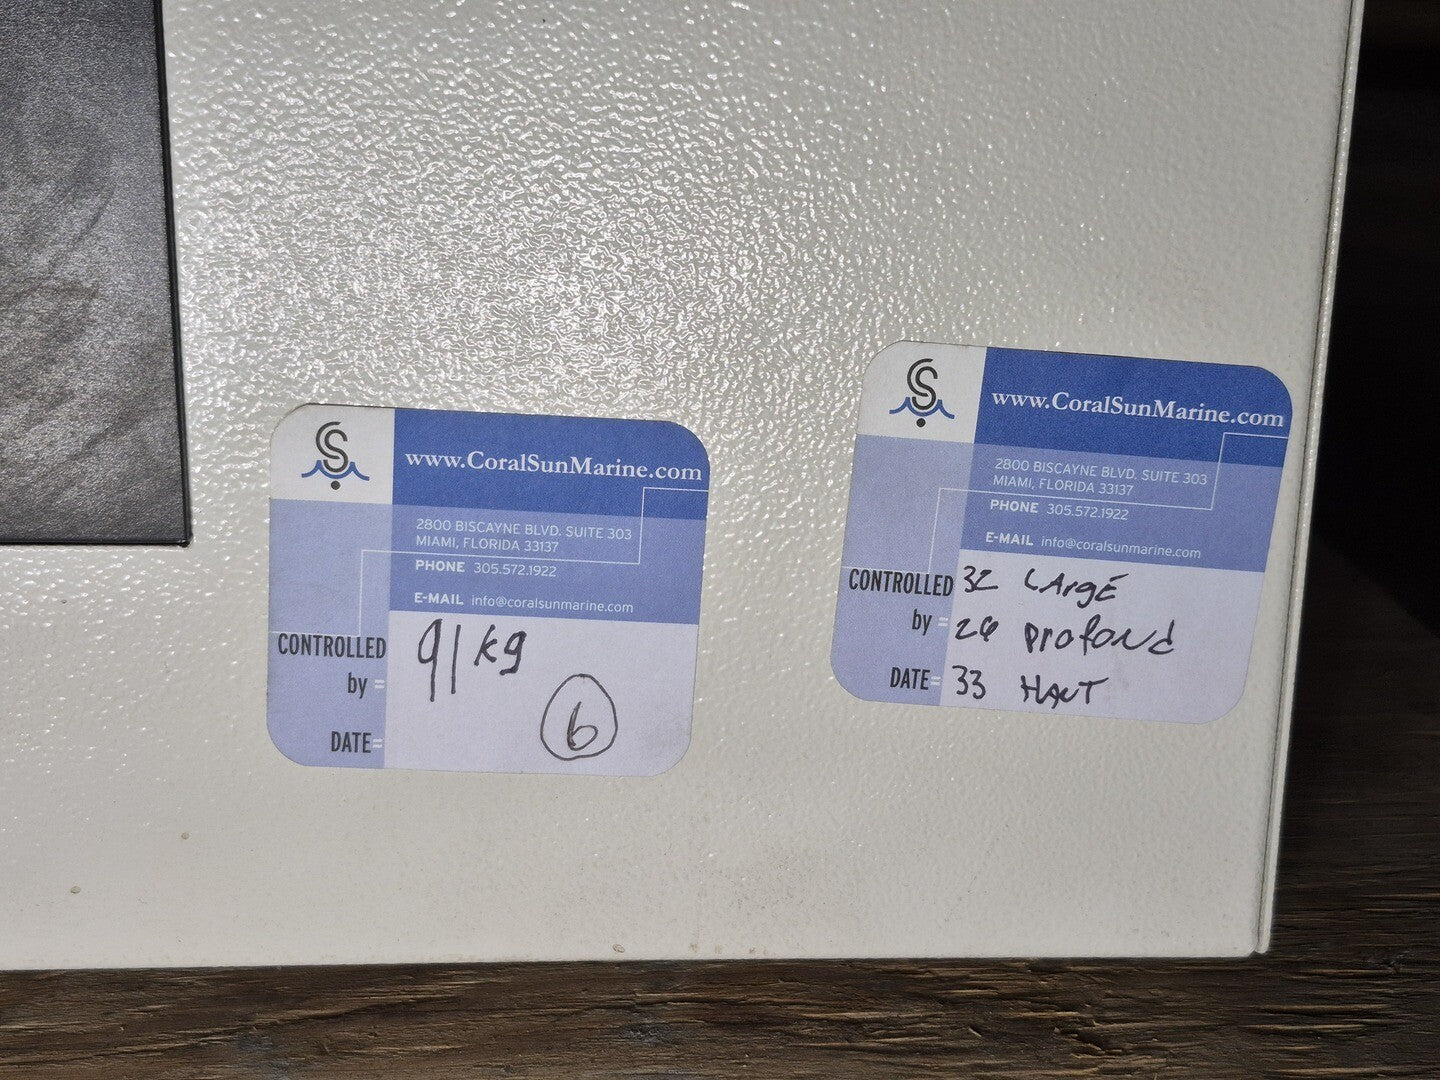 www.CoralSunMarine.com
2800 BISCAYNE BLVD. SUITE 303
MIAMI, FLORIDA 33137
PHONE 305.572.1922
E-MAIL info@coralsunmarine.com
CONTROLLED by = 91 kg
6
DATE=
www.CoralSunMarine.com
2800 BISCAYNE BLVD. SUITE 303
MIAMI, FLORIDA 33137
PHONE 305.572.1922
E-MAIL info@coralsunmarine.com
CONTROLLED 32 LArgE
by = profond
DATE= 33 HAUT